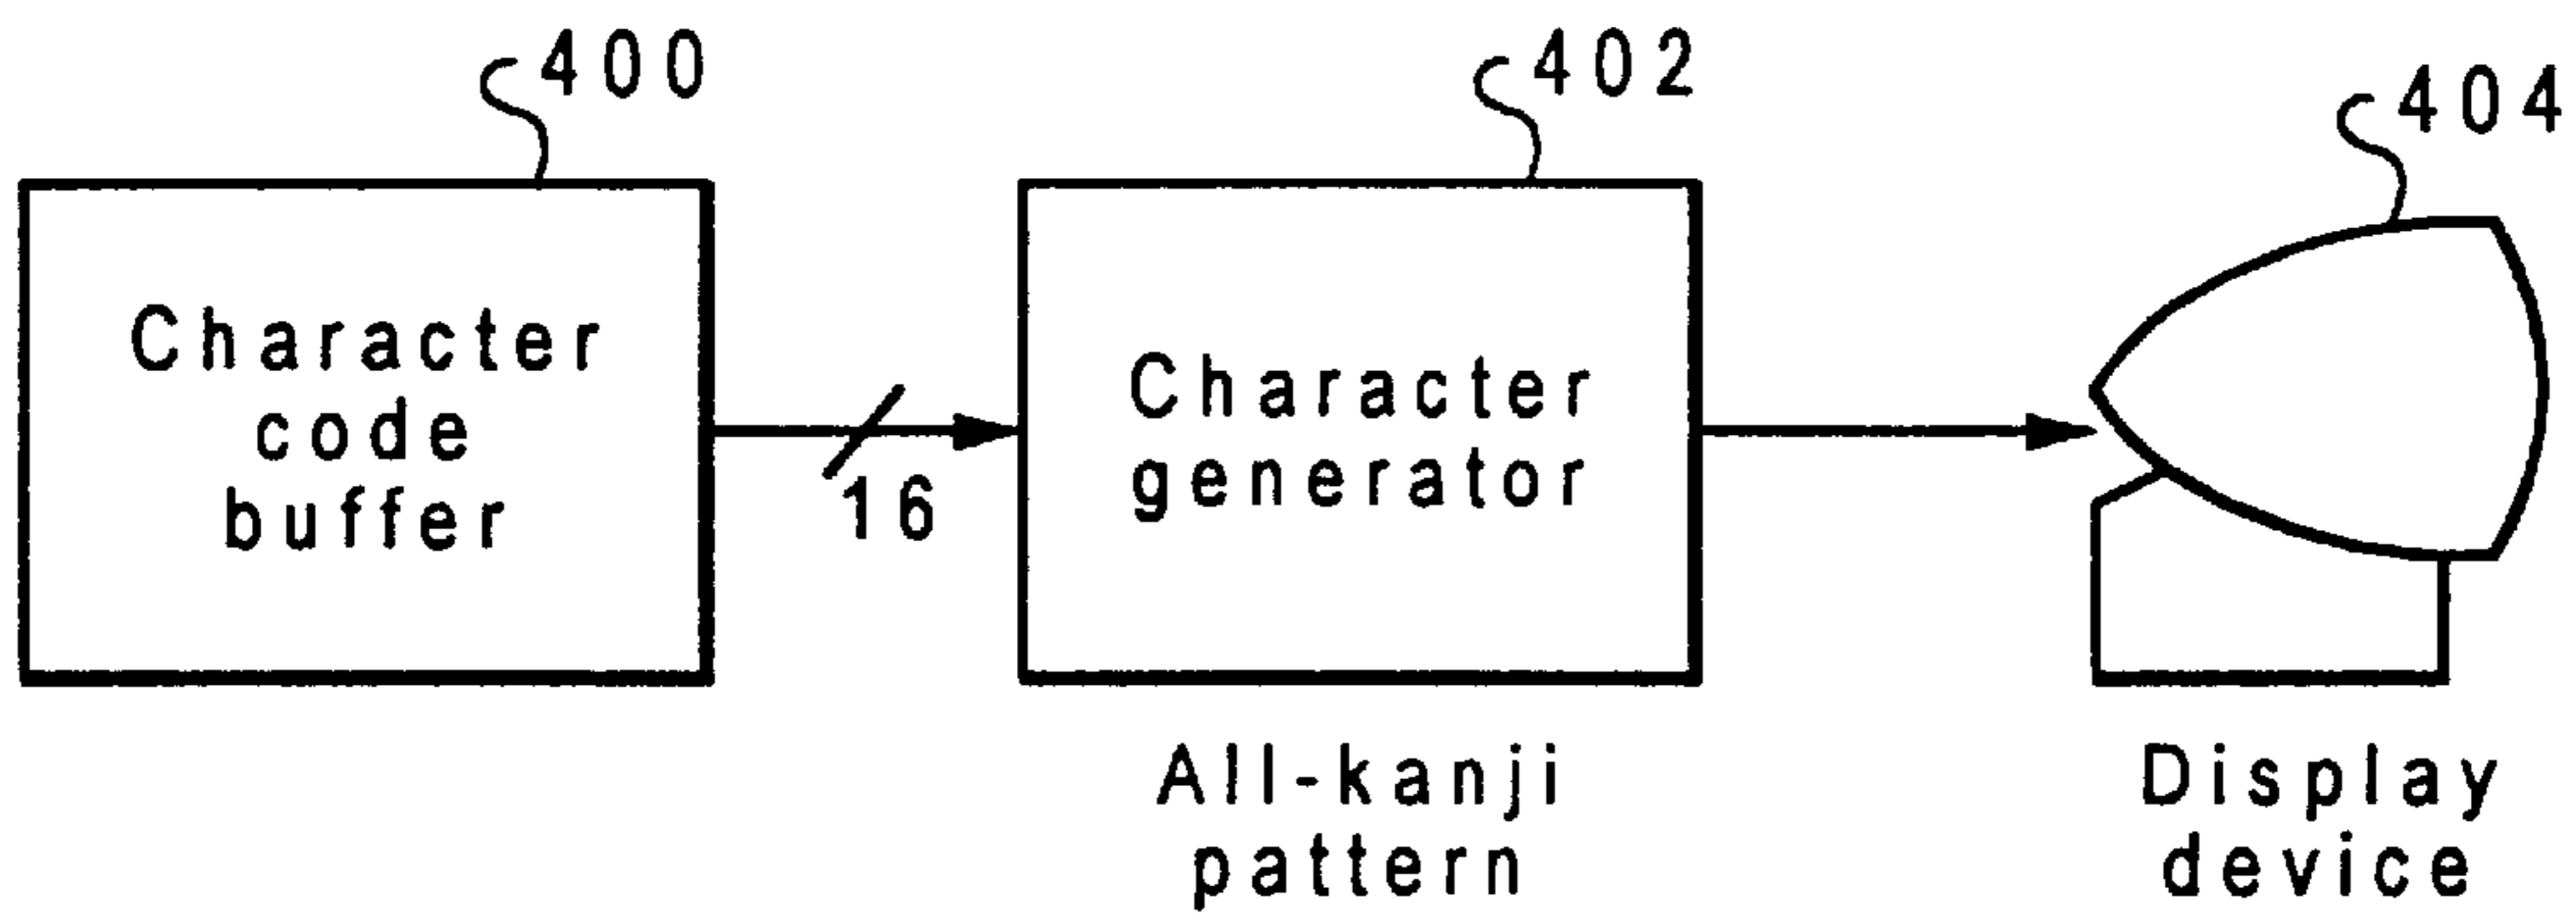 400
402
404
Character
code
buffer
16
Character
generator
All-kanji
pattern
Display
device